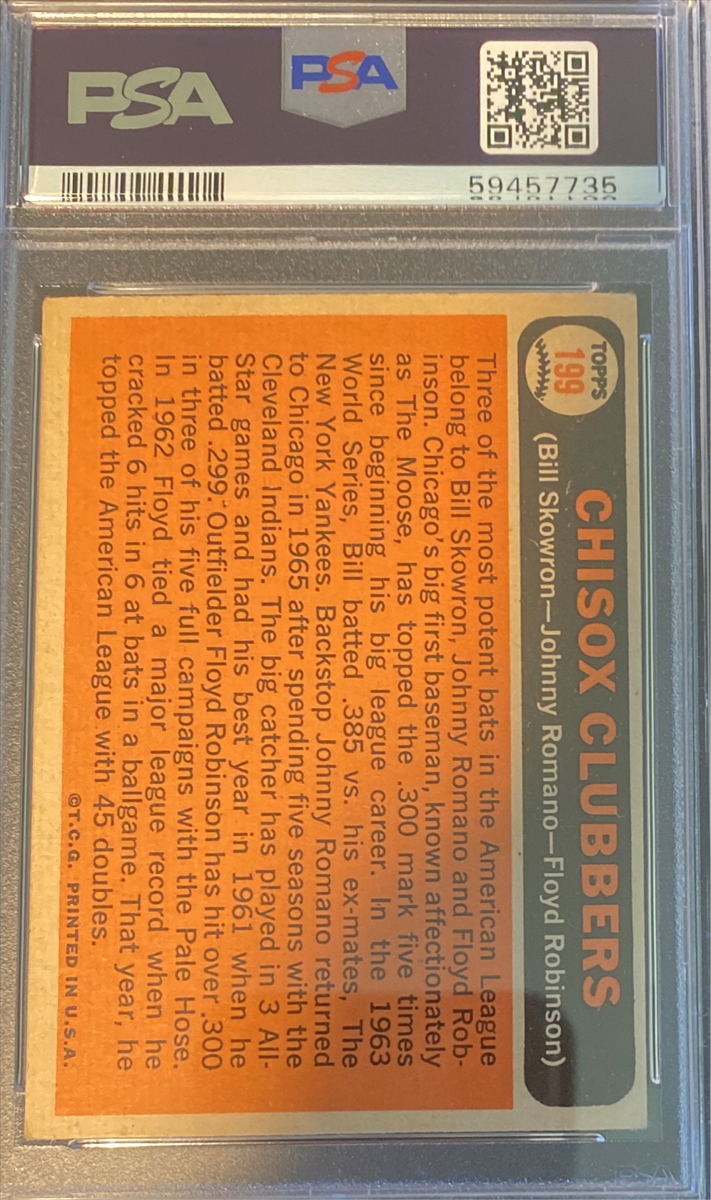 PSA
PSA
59457735
TOPPS
199
CHISOX CLUBBERS
(Bill Skowron—Johnny Romano—Floyd Robinson)
Three of the most potent bats in the American League
belong to Bill Skowron, Johnny Romano and Floyd Rob-
inson. Chicago's big first baseman, known affectionately
as The Moose, has topped the .300 mark five times
since beginning his big league career. In the 1963
World Series, Bill batted .385 vs. his ex-mates, The
New York Yankees. Backstop Johnny Romano returned
to Chicago in 1965 after spending five seasons with the
Cleveland Indians. The big catcher has played in 3 All-
Star games and had his best year in 1961 when he
batted .299. Outfielder Floyd Robinson has hit over .300
in three of his five full campaigns with the Pale Hose.
In 1962 Floyd tied a major league record when he
cracked 6 hits in 6 at bats in a ballgame. That year, he
topped the American League with 45 doubles.
©T.C.G. PRINTED IN U.S.A.